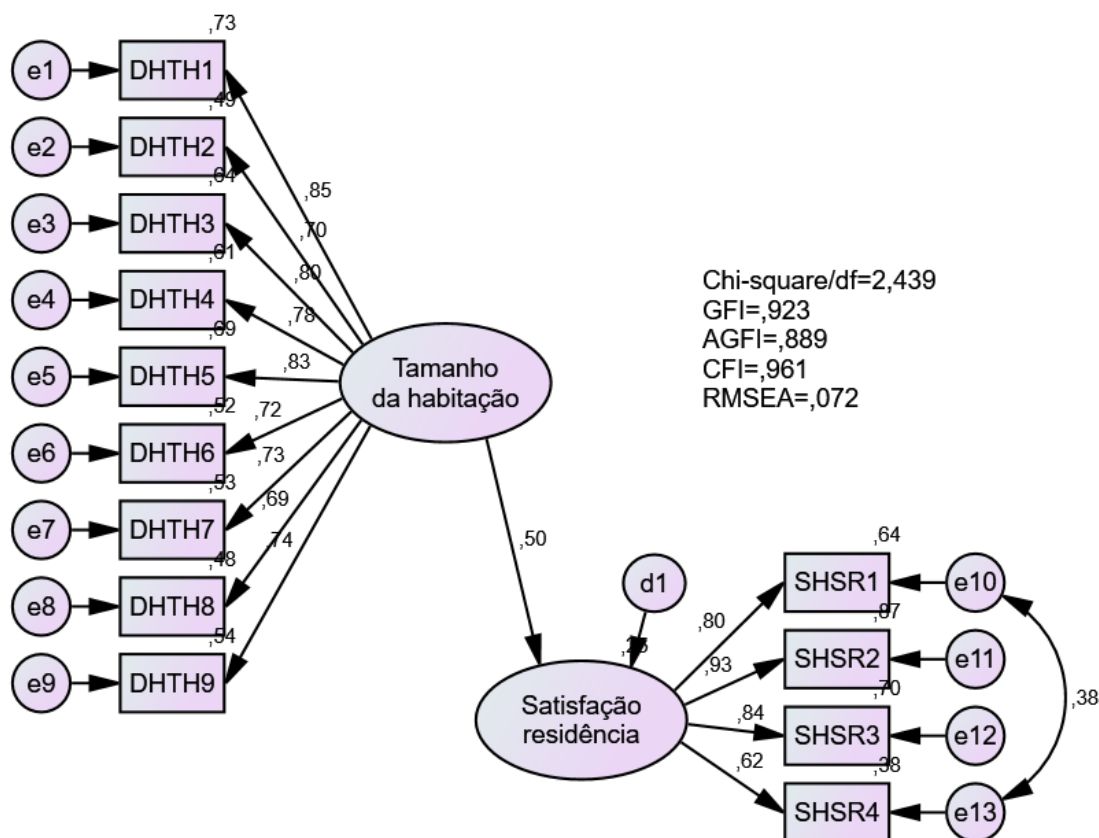 ,73
e1
DHTH1
,49
e2
DHTH2
,64
e3
DHTH3
,61
e4
DHTH4
,69
e5
DHTH5
,52
e6
DHTH6
,53
e7
DHTH7
,48
e8
DHTH8
,54
e9
DHTH9
,85
,70
,80
,78
,83
,72
,73
,69
,74
Tamanho
da habitação
Chi-square/df=2,439
GFI=,923
AGFI=,889
CFI=,961
RMSEA=,072
,50
d1
,25
Satisfação
residência
,80
,93
,84
,62
,64
SHSR1
e10
,87
SHSR2
e11
,70
SHSR3
e12
,38
SHSR4
e13
,38